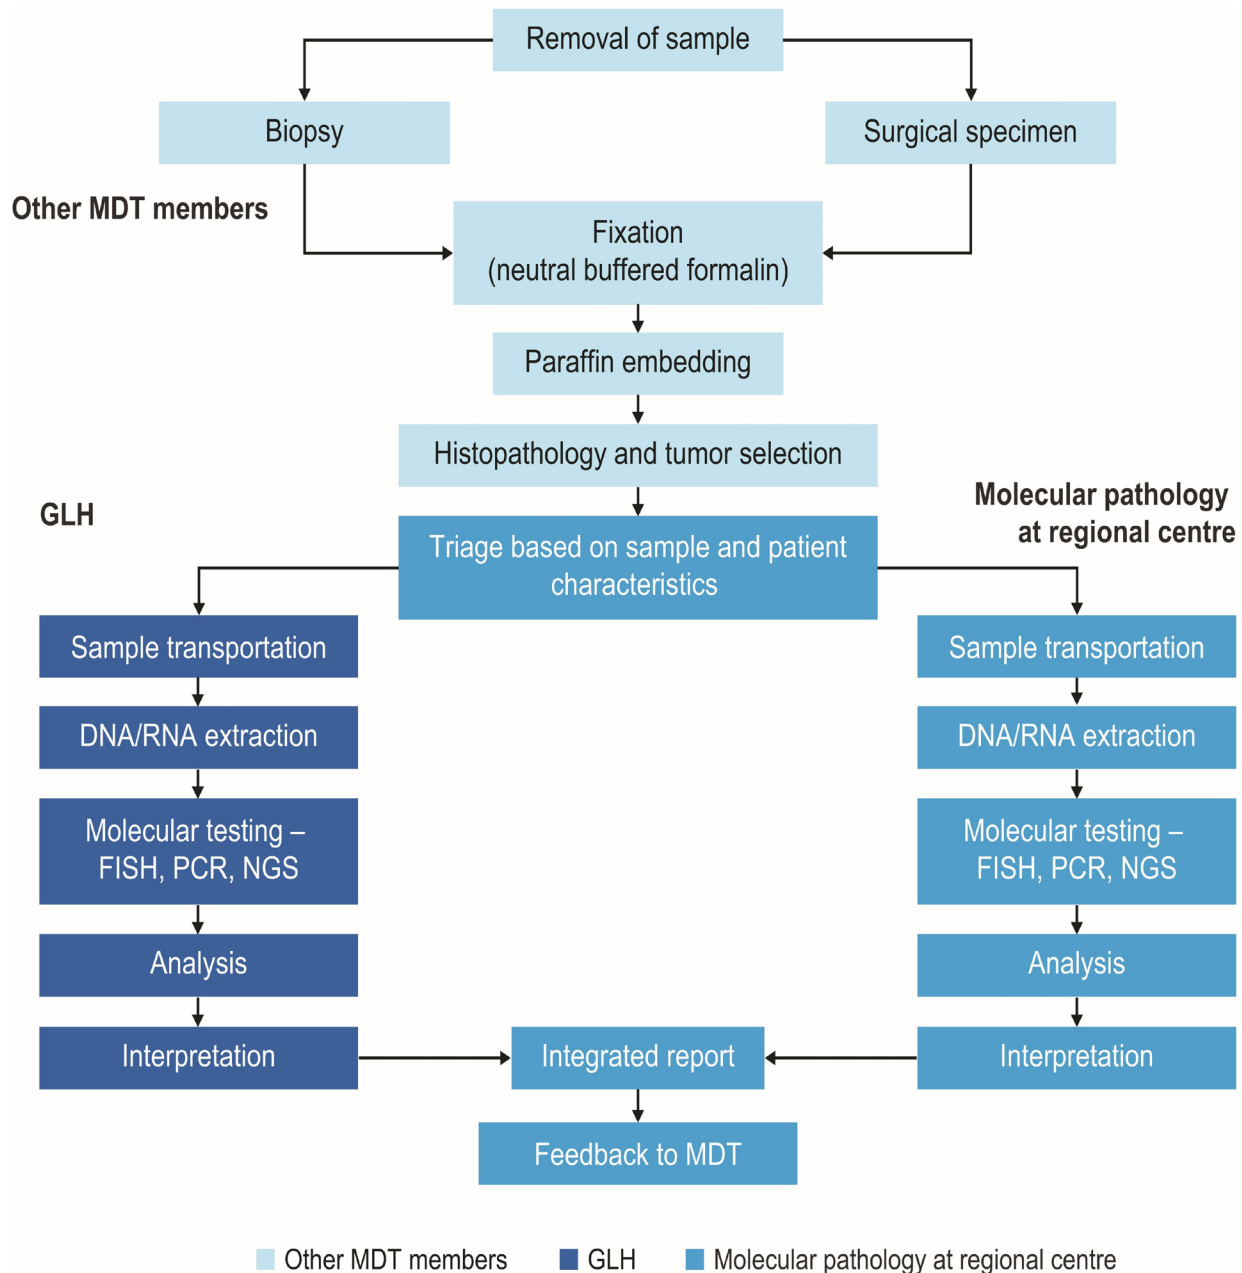 Removal of sample
Biopsy
Surgical specimen
Other MDT members
Fixation
(neutral buffered formalin)
Paraffin embedding
Histopathology and tumor selection
GLH
Molecular pathology
at regional centre
Triage based on sample and patient
characteristics
Sample transportation
DNA/RNA extraction
Molecular testing –
FISH, PCR, NGS
Analysis
Interpretation
Sample transportation
DNA/RNA extraction
Molecular testing –
FISH, PCR, NGS
Analysis
Interpretation
Integrated report
Feedback to MDT
Other MDT members
GLH
Molecular pathology at regional centre